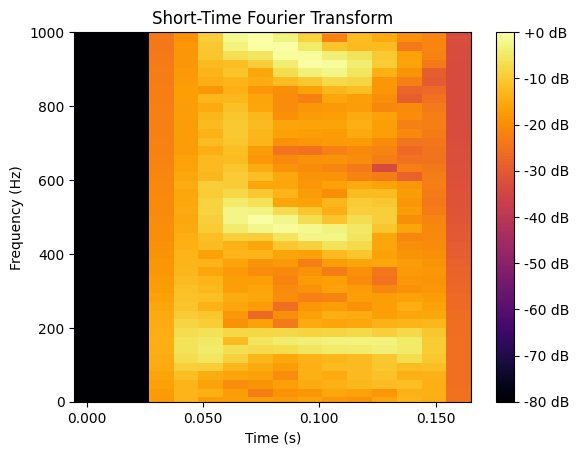 Short-Time Fourier Transform
1000
800
600
400
200
0
Frequency (Hz)
0.000
0.050
0.100
0.150
Time (s)
+0 dB
-10 dB
-20 dB
-30 dB
-40 dB
-50 dB
-60 dB
-70 dB
-80 dB